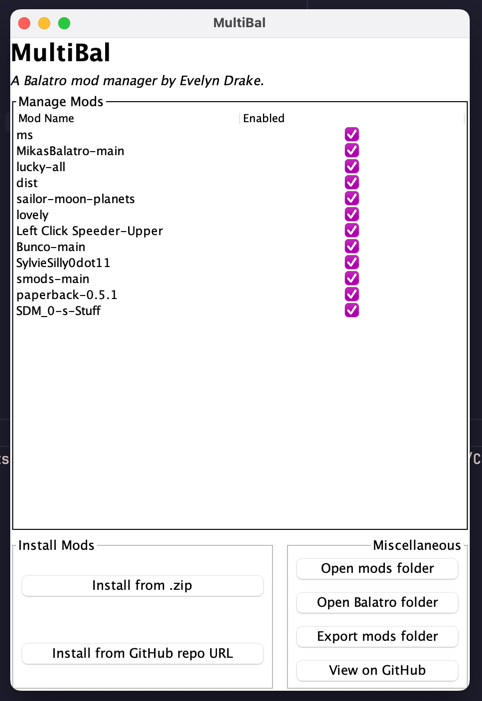 MultiBal
MultiBal
A Balatro mod manager by Evelyn Drake.
Manage Mods
Mod Name Enabled
ms
MikasBalatro-main
lucky-all
dist
sailor-moon-planets
lovely
Left Click Speeder-Upper
Bunco-main
SylvieSilly0dot11
smods-main
paperback-0.5.1
SDM_0-s-Stuff
ts
/C
Install Mods
Install from .zip
Install from GitHub repo URL
Miscellaneous
Open mods folder
Open Balatro folder
Export mods folder
View on GitHub